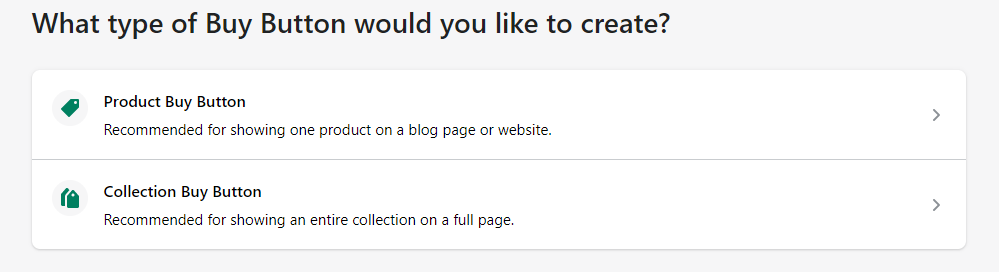 What type of Buy Button would you like to create?
Product Buy Button
Recommended for showing one product on a blog page or website.
Collection Buy Button
Recommended for showing an entire collection on a full page.